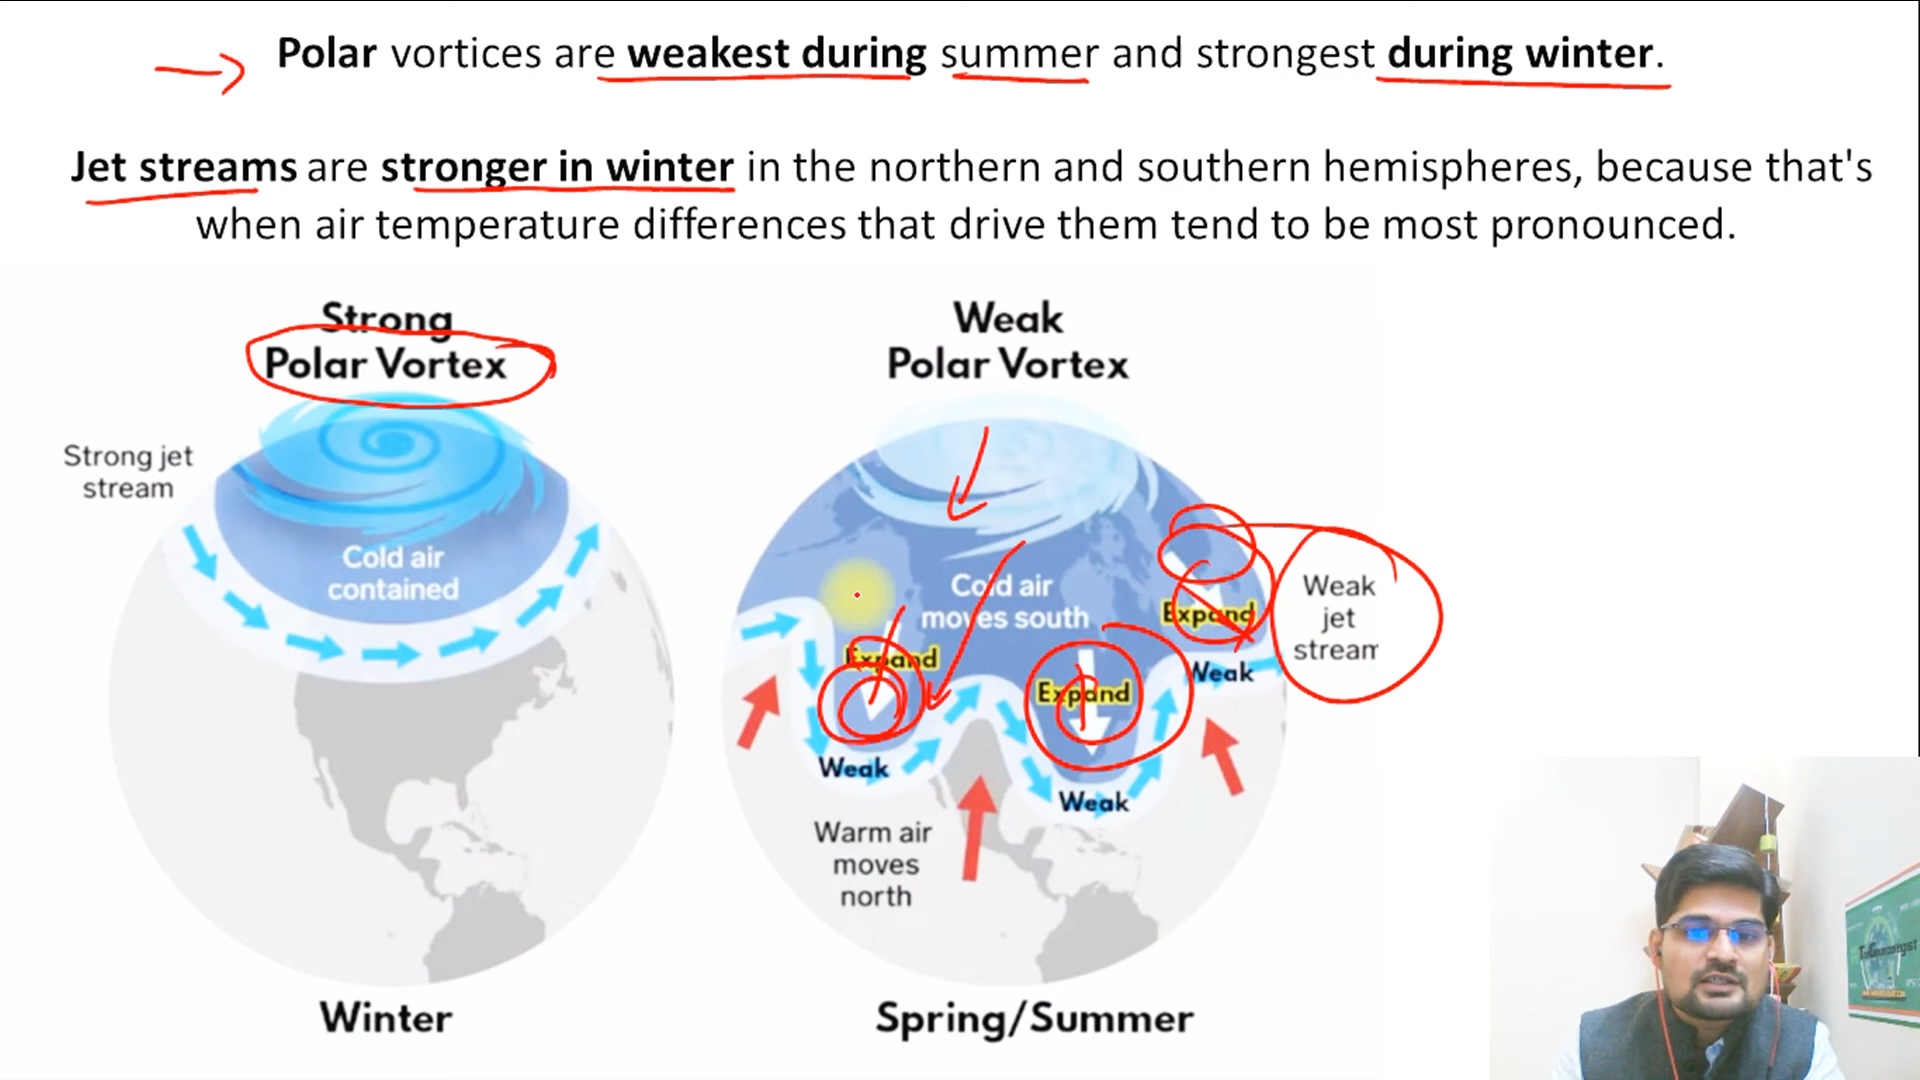 Polar vortices are weakest during summer and strongest during winter.
Jet streams are stronger in winter in the northern and southern hemispheres, because that's
when air temperature differences that drive them tend to be most pronounced.
Strong
Polar Vortex
Strong jet
stream
Cold air
contained
Winter
Weak
Polar Vortex
Cold air
moves south
Expand
Expand
Expand
Weak
jet
stream
Weak
Weak
Weak
Warm air
moves
north
Spring/Summer